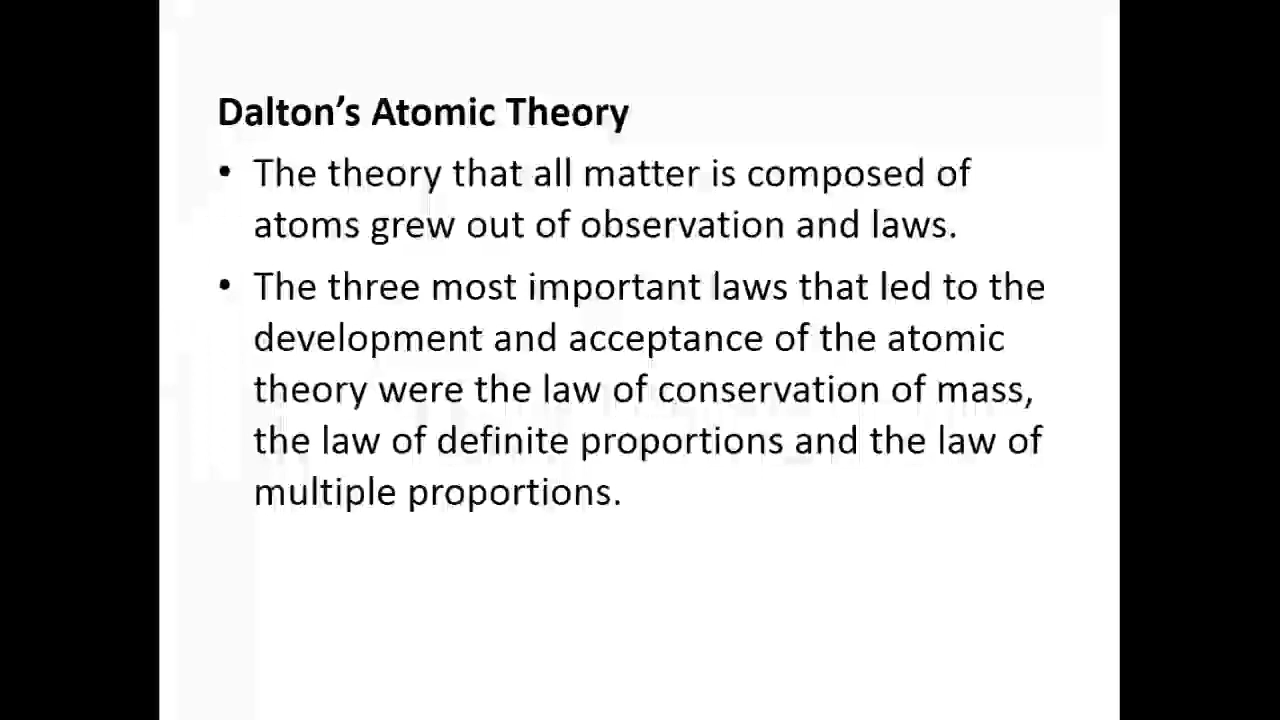 Dalton’s Atomic Theory
• The theory that all matter is composed of
atoms grew out of observation and laws.
• The three most important laws that led to the
development and acceptance of the atomic
theory were the law of conservation of mass,
the law of definite proportions and the law of
multiple proportions.